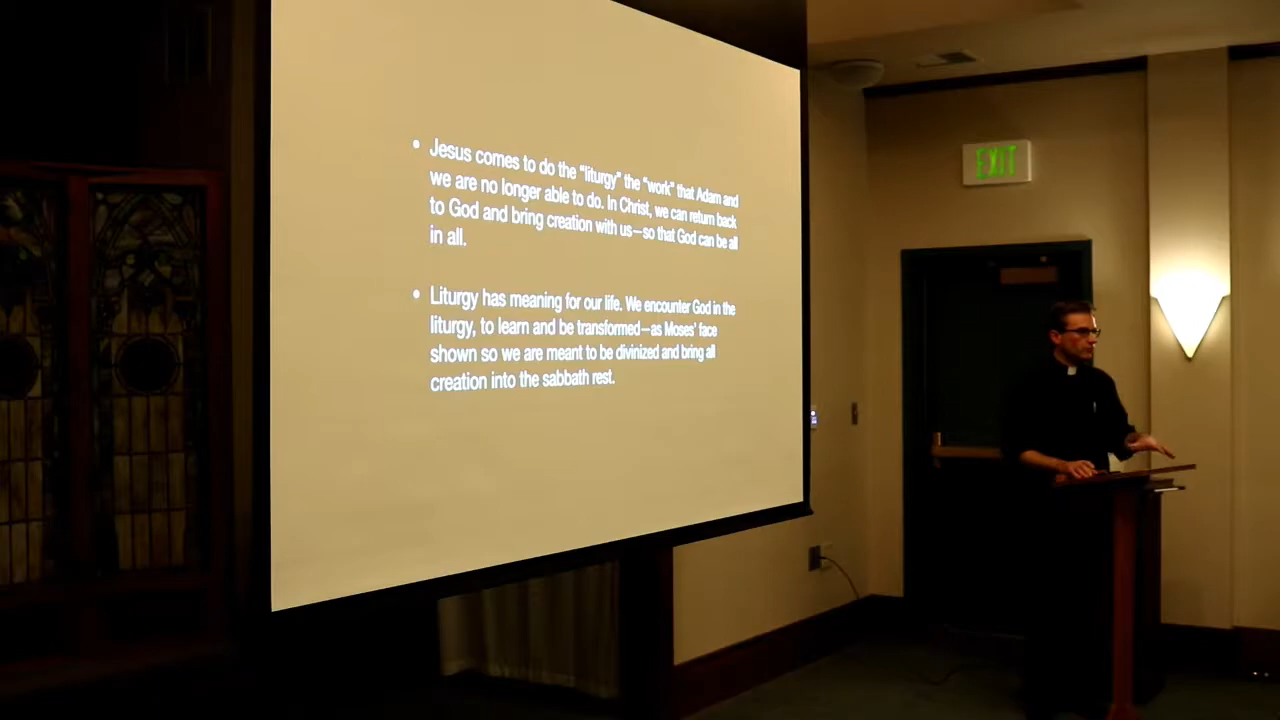 • Jesus comes to do the “liturgy” the “work” that Adam and
we are no longer able to do. In Christ, we can return back
to God and bring creation with us—so that God can be all
in all.
• Liturgy has meaning for our life. We encounter God in the
liturgy, to learn and be transformed—as Moses’ face
shown so we are meant to be divinized and bring all
creation into the sabbath rest.
EXIT